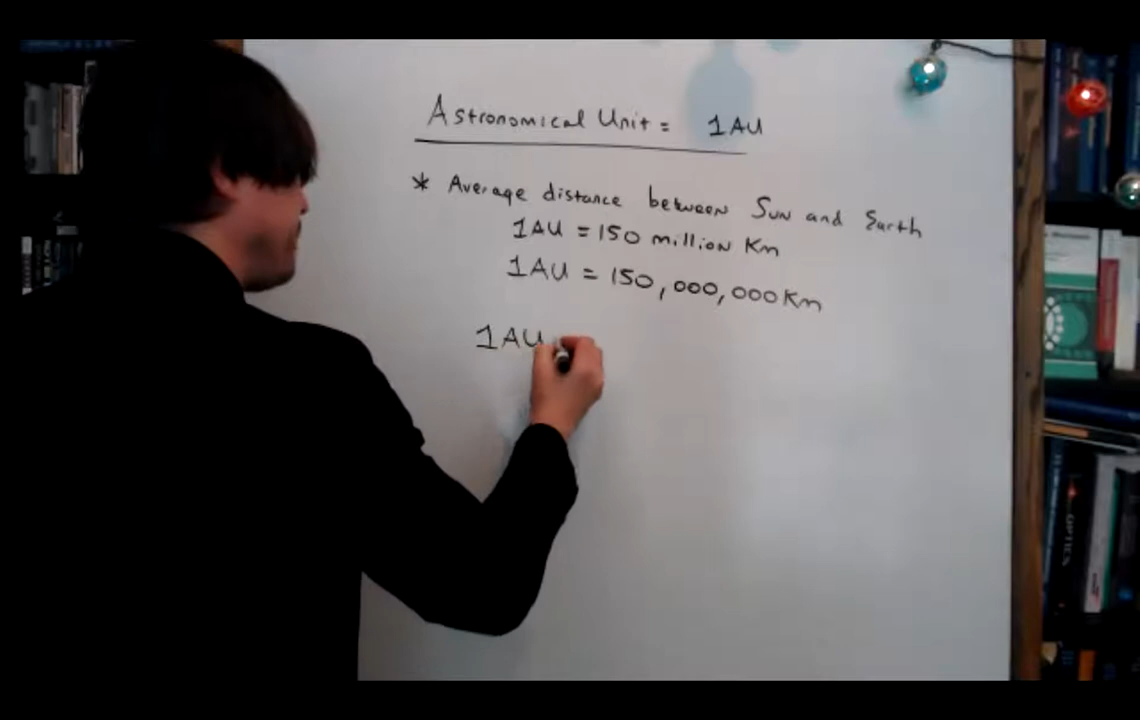 Astronomical Unit = 1AU
* Average distance between Sun and Earth
1AU = 150 million Km
1AU = 150,000,000 Km
1AU
OPTICS